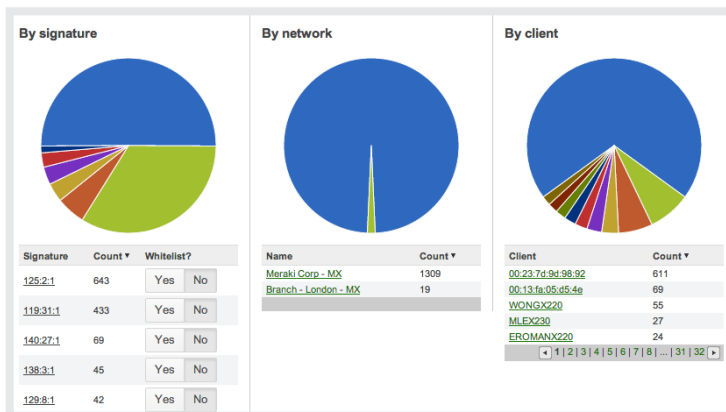 By signature
Signature Count ▼ Whitelist?
125:2:1 643 Yes No
119:31:1 433 Yes No
140:27:1 69 Yes No
138:3:1 45 Yes No
129:8:1 42 Yes No
By network
Name Count ▼
Meraki Corp - MX 1309
Branch - London - MX 19
By client
Client Count ▼
00:23:7d:9d:98:92 611
00:13:fa:05:d5:4e 69
WONGX220 55
MLEX230 27
EROMANX220 24
1 | 2 | 3 | 4 | 5 | 6 | 7 | 8 | ... | 31 | 32